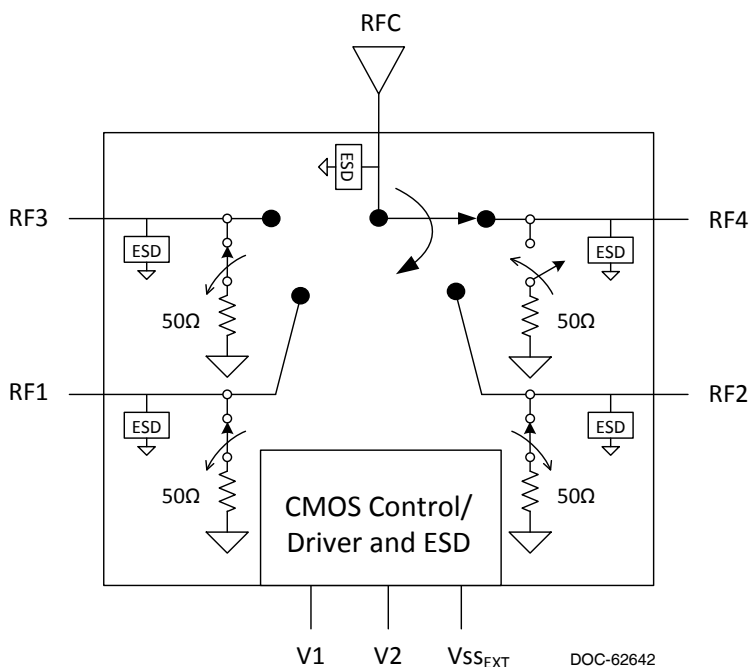 RFC
ESD
RF3
RF4
ESD
ESD
50Ω
50Ω
RF1
RF2
ESD
ESD
50Ω
50Ω
CMOS Control/
Driver and ESD
V1
V2
VssEXT
DOC-62642